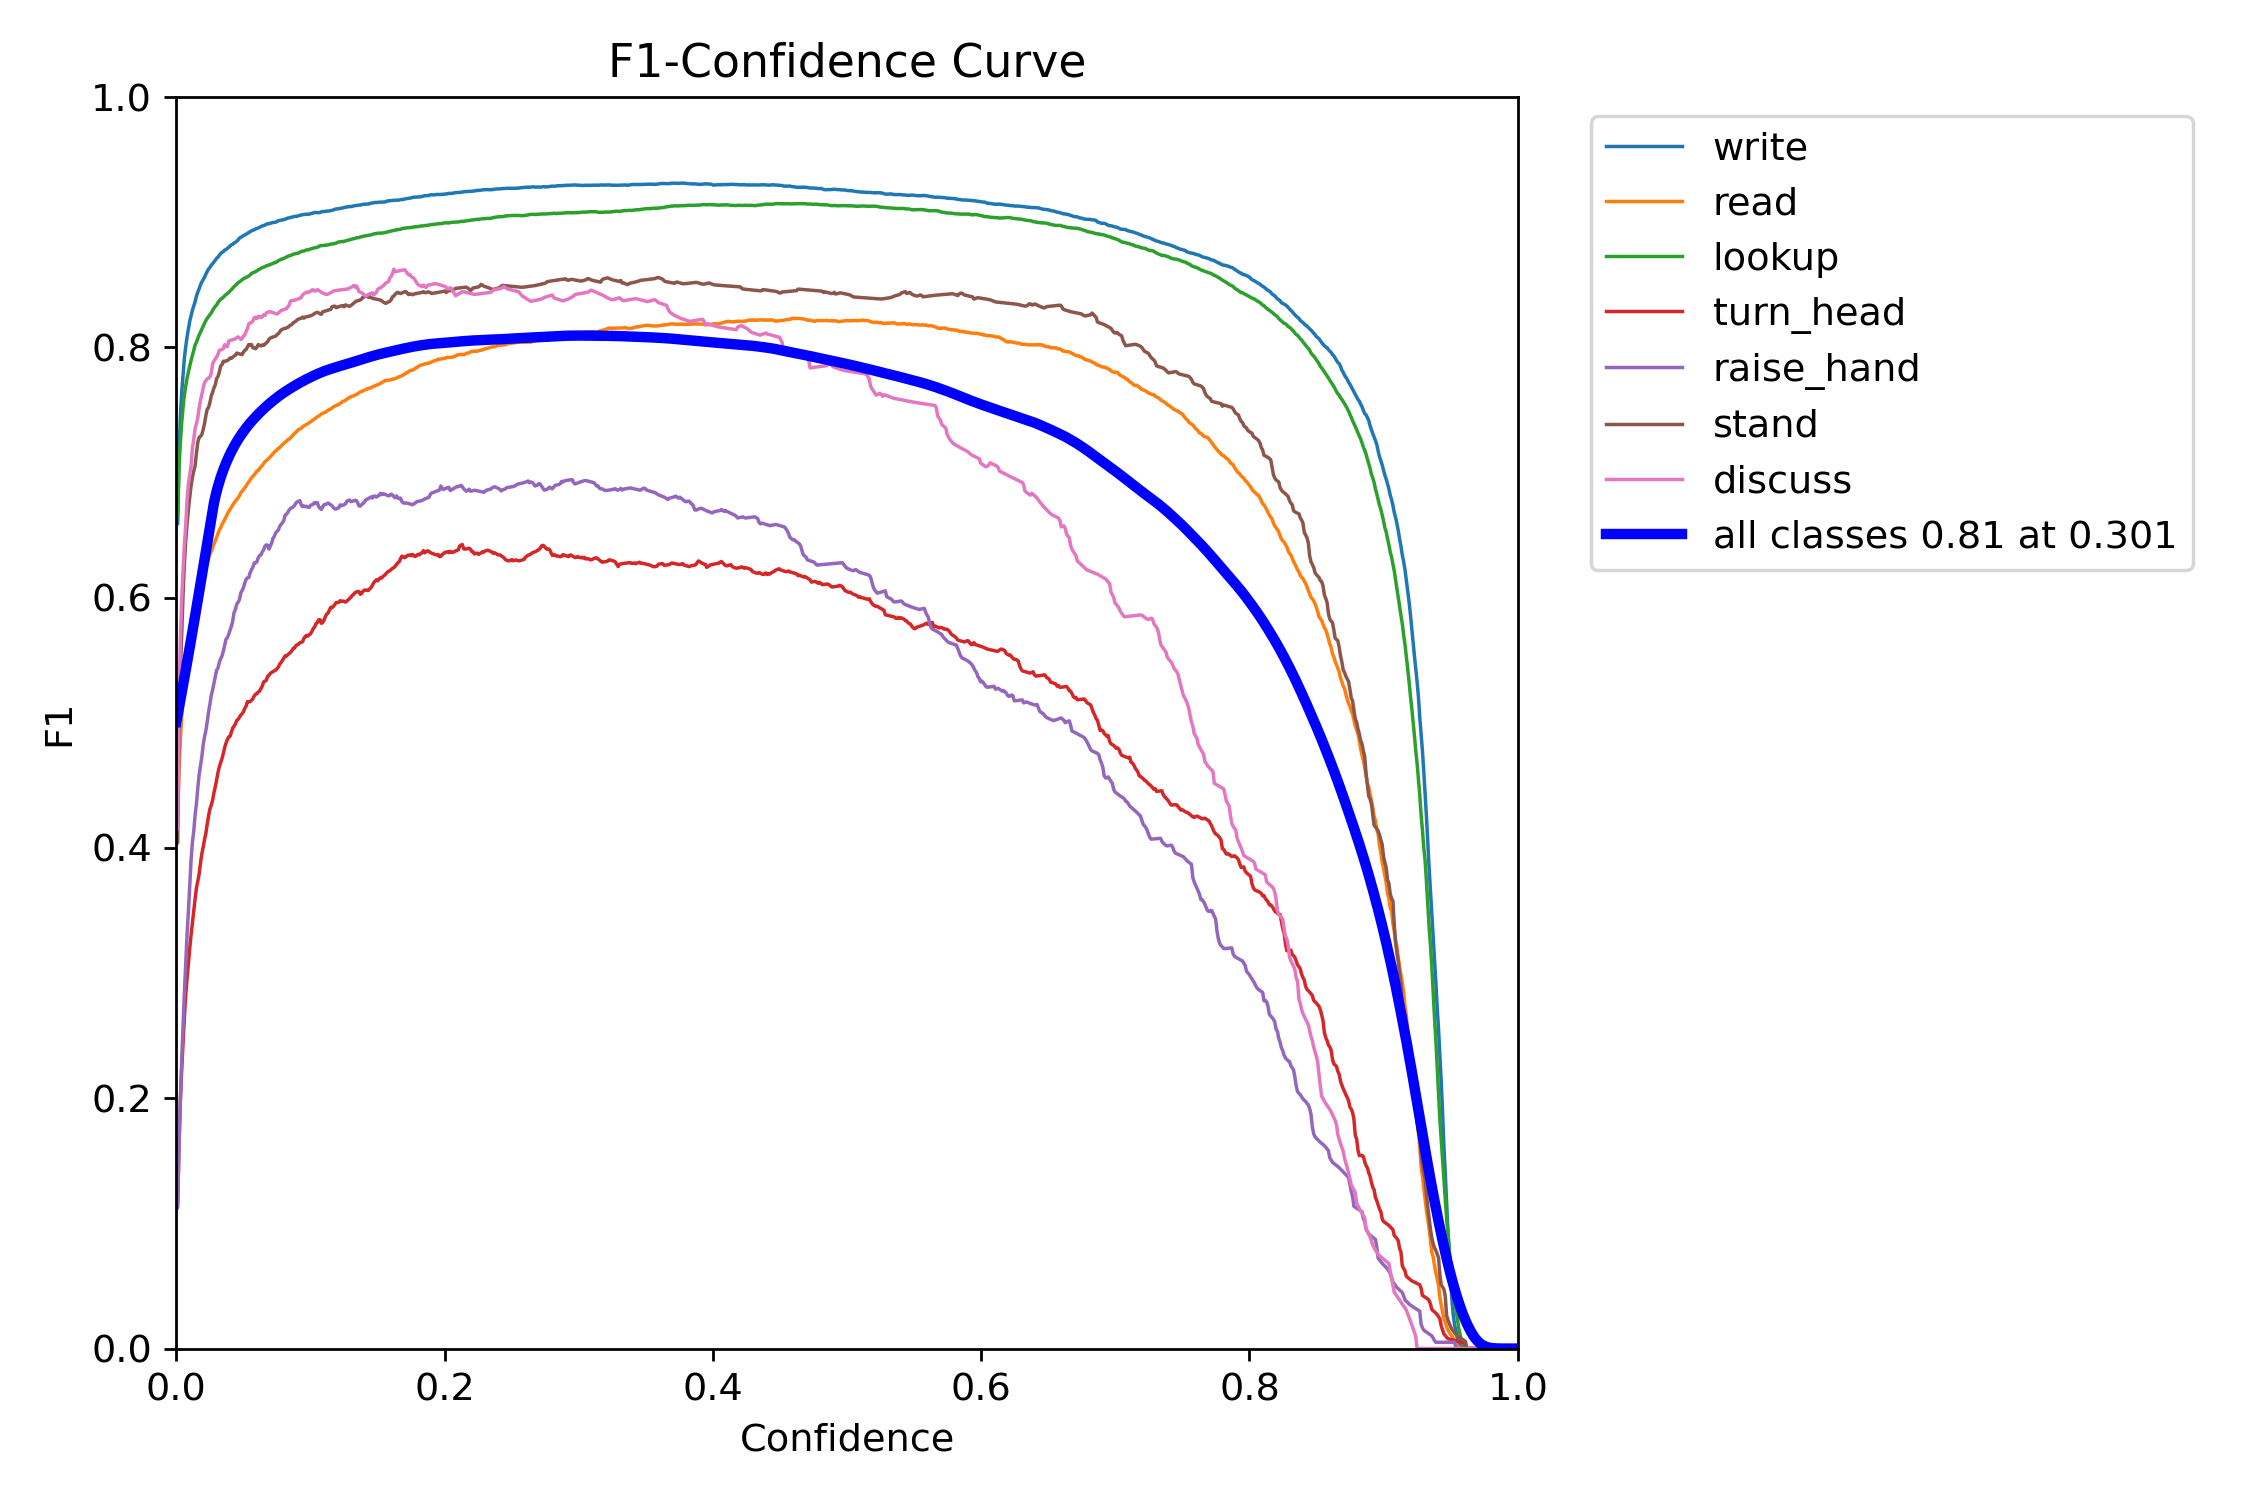 F1-Confidence Curve
1.0
0.8
0.6
0.4
0.2
0.0
F1
0.0 0.2 0.4 0.6 0.8 1.0
Confidence
write
read
lookup
turn_head
raise_hand
stand
discuss
all classes 0.81 at 0.301